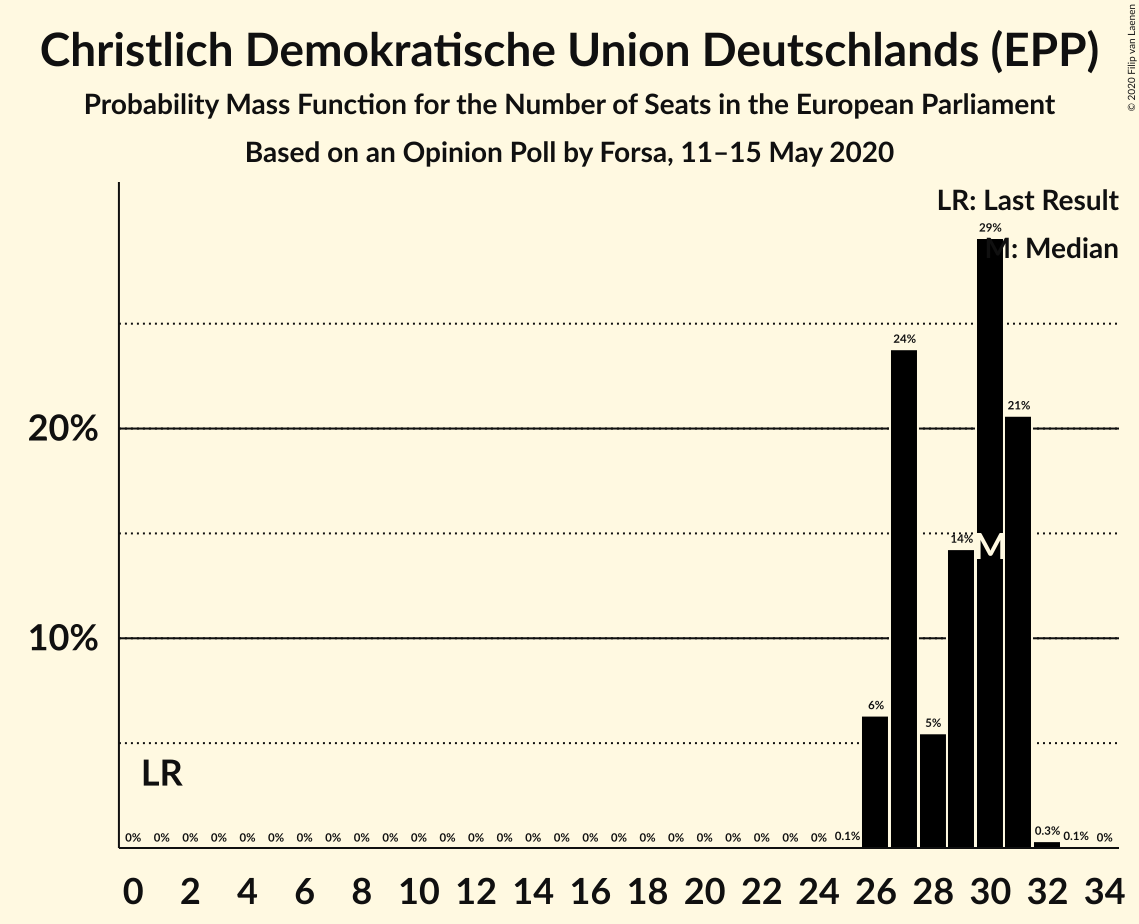 Christlich Demokratische Union Deutschlands (EPP)
Probability Mass Function for the Number of Seats in the European Parliament
Based on an Opinion Poll by Forsa, 11–15 May 2020
© 2020 Filip van Laenen
LR: Last Result
M: Median
29%
24%
21%
20%
14%
M
10%
6%
5%
LR
0% 0% 0% 0% 0% 0% 0% 0% 0% 0% 0% 0% 0% 0% 0% 0% 0% 0% 0% 0% 0% 0% 0% 0% 0% 0.1% 0.3% 0.1% 0%
0 2 4 6 8 10 12 14 16 18 20 22 24 26 28 30 32 34